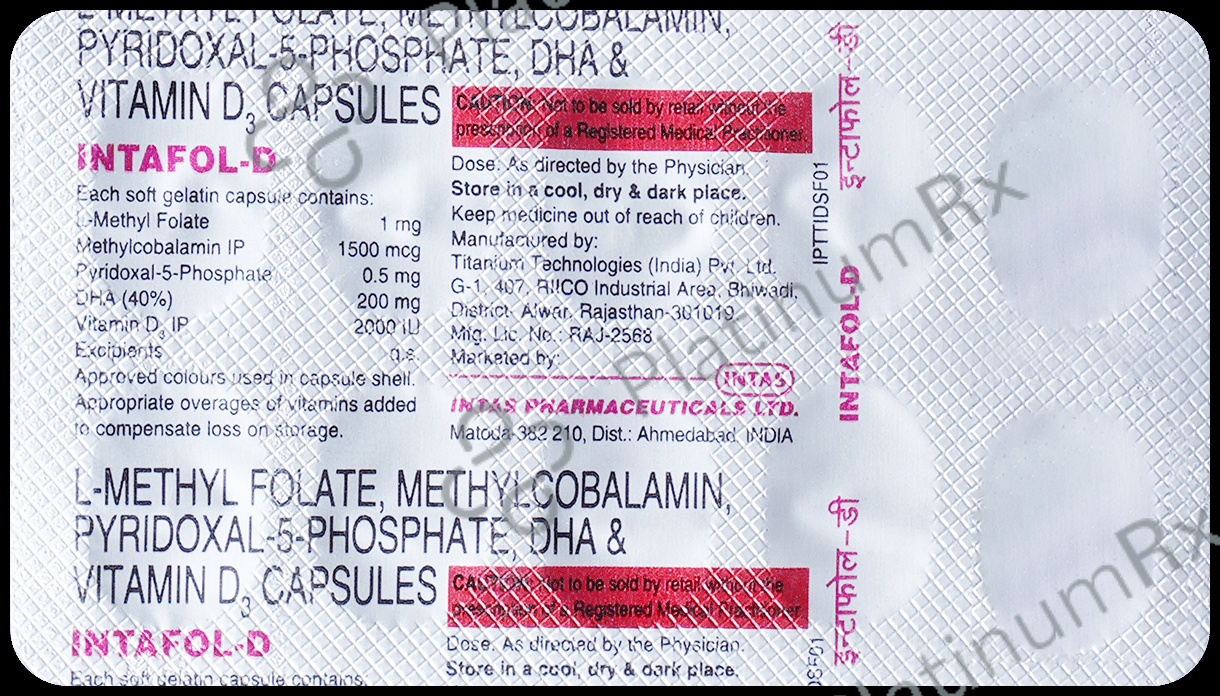 L-METHYL FOLATE, METHYLCOBALAMIN,
PYRIDOXAL-5-PHOSPHATE, DHA &
VITAMIN D3 CAPSULES
INTAFOL-D
Each soft gelatin capsule contains:
L-Methyl Folate 1 mg
Methylcobalamin IP 1500 mcg
Pyridoxal-5-Phosphate 0.5 mg
DHA (40%) 200 mg
Vitamin D3 IP 2000 IU
Excipients q.s.
Approved colours used in capsule shell.
Appropriate overages of vitamins added
to compensate loss on storage.
CAUTION: Not to be sold by retail without the
prescription of a Registered Medical Practitioner.
Dose: As directed by the Physician.
Store in a cool, dry & dark place.
Keep medicine out of reach of children.
Manufactured by:
Titanium Technologies (India) Pvt. Ltd.
G-1, 407, RIICO Industrial Area, Bhiwadi,
District- Alwar, Rajasthan-301019
Mfg. Lic. No.: RAJ-2568
Marketed by:
INTAS
INTAS PHARMACEUTICALS LTD.
Matoda-382 210, Dist.: Ahmedabad. INDIA
L-METHYL FOLATE, METHYLCOBALAMIN,
PYRIDOXAL-5-PHOSPHATE, DHA &
VITAMIN D3 CAPSULES
INTAFOL-D
Each soft gelatin capsule contains:
CAUTION: Not to be sold by retail without the
prescription of a Registered Medical Practitioner.
Dose: As directed by the Physician.
Store in a cool, dry & dark place.
IPTTIDSF01
DSF01
इन्टाफोल-डी
INTAFOL-D
इन्टाफोल-डी
Platinum
PlatinumRx
PlatinumRx